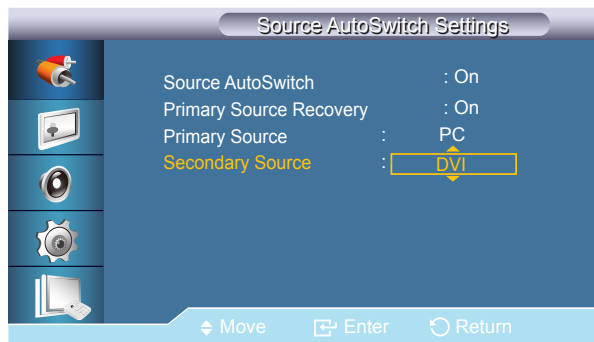 Source AutoSwitch Settings
Source AutoSwitch : On
Primary Source Recovery : On
Primary Source : PC
Secondary Source : DVI
Move Enter Return